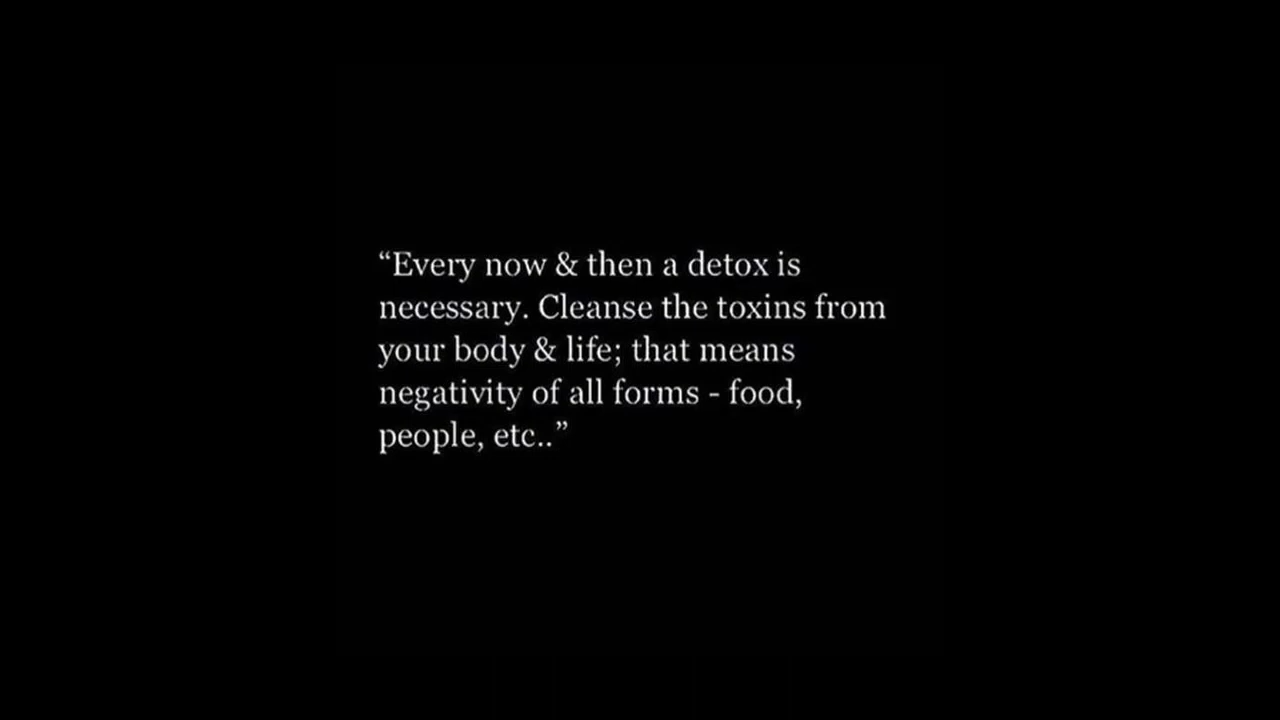 “Every now & then a detox is
necessary. Cleanse the toxins from
your body & life; that means
negativity of all forms - food,
people, etc..”